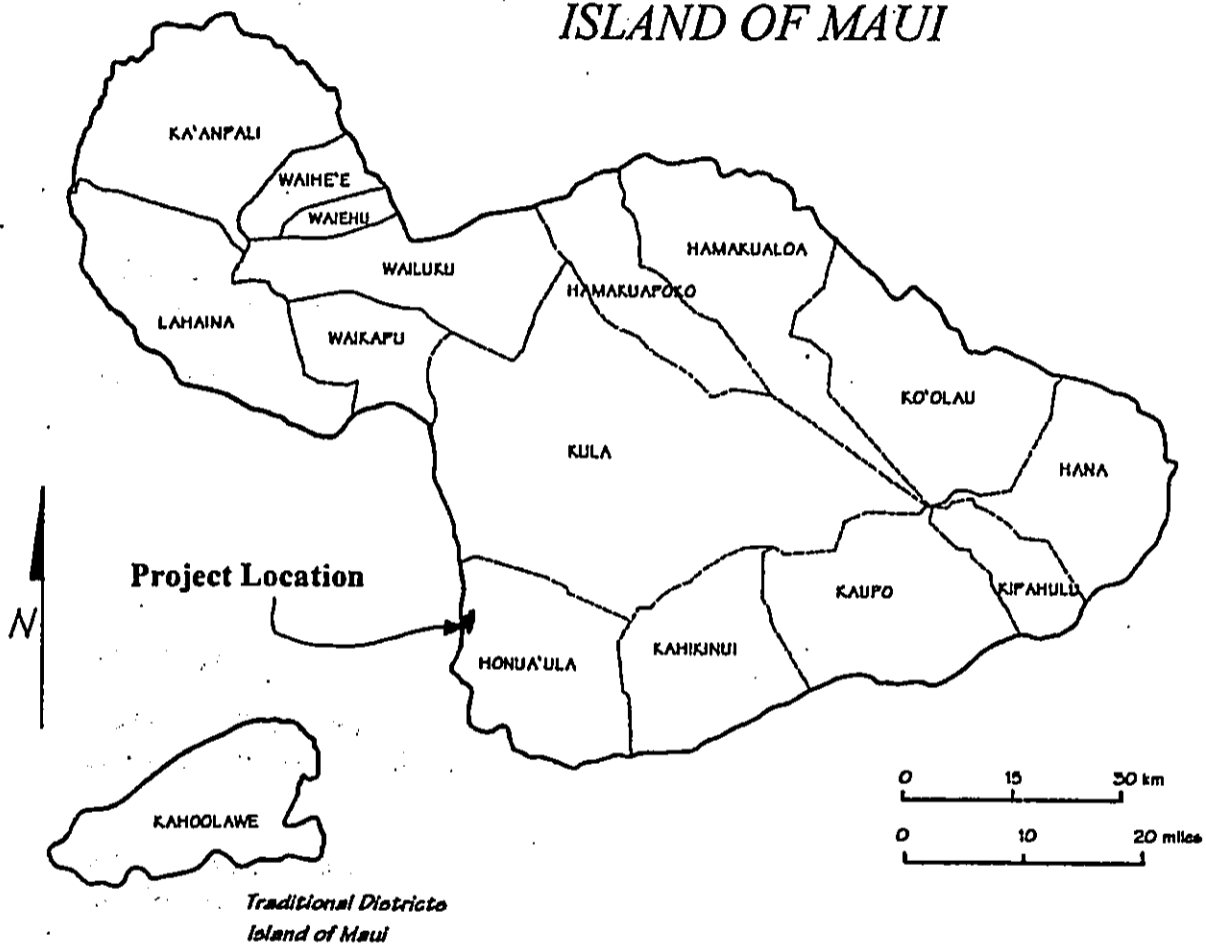 ISLAND OF MAUI
KA'ANPALI
WAIHE'E
WAIEHU
HAMAKUALOA
WAILUKU
HAMAKUAPOKO
LAHAINA
WAIKAPU
KO'OLAU
KULA
HANA
Project Location
KAUPO
KIPAHULU
N
HONUA'ULA
KAHIKINUI
0 15 30 km
KAHOOLAWE
0 10 20 miles
Traditional Districts
Island of Maui